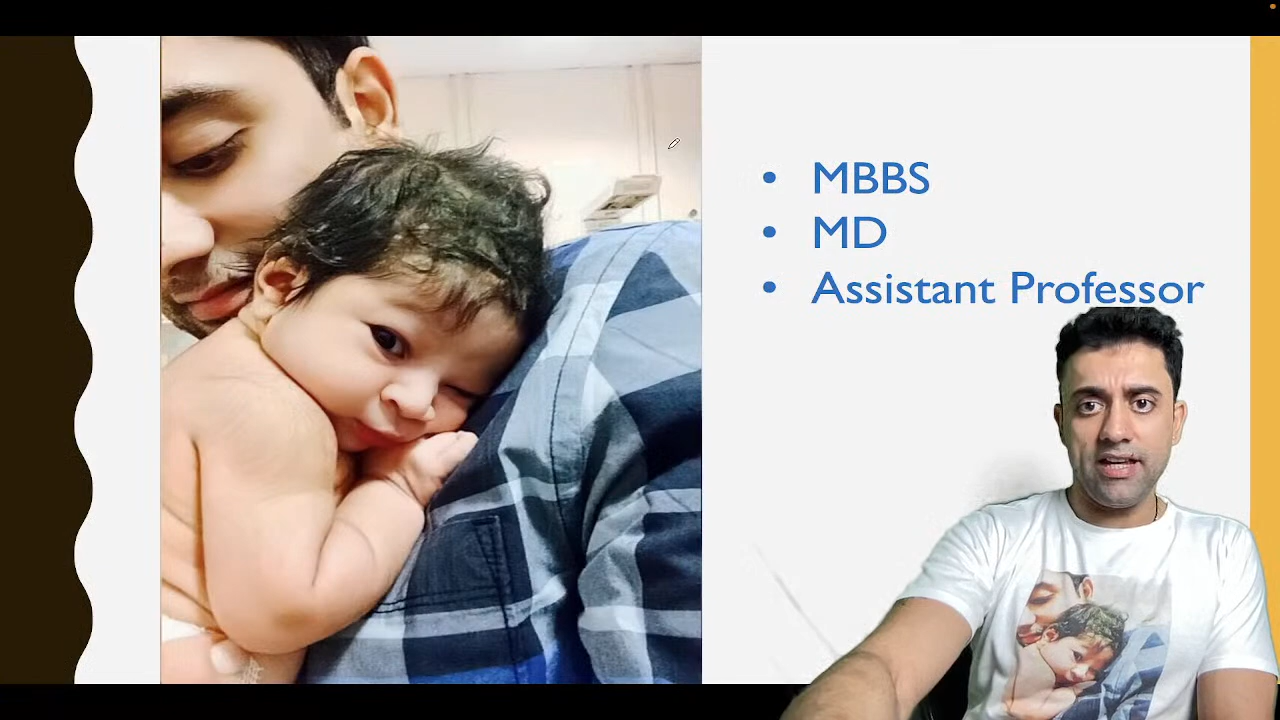 • MBBS
• MD
• Assistant Professor